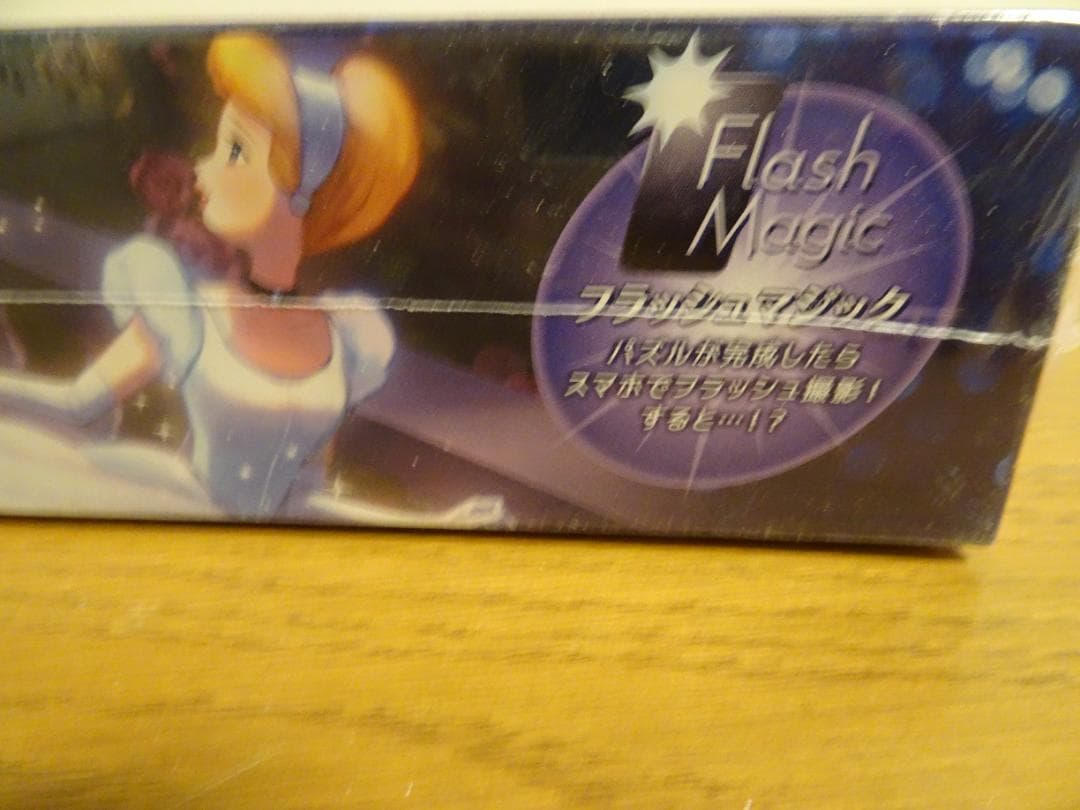 Flash
Magic
フラッシュマジック
パズルが完成したら
スマホでフラッシュ撮影！
すると…！？